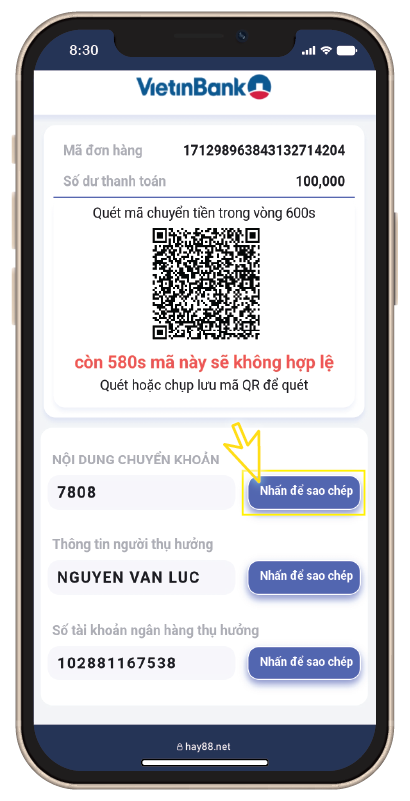 8:30
VietinBank
Mã đơn hàng 171298963843132714204
Số dư thanh toán 100,000
Quét mã chuyển tiền trong vòng 600s
còn 580s mã này sẽ không hợp lệ
Quét hoặc chụp lưu mã QR để quét
NỘI DUNG CHUYỂN KHOẢN
7808 Nhấn để sao chép
Thông tin người thụ hưởng
NGUYEN VAN LUC Nhấn để sao chép
Số tài khoản ngân hàng thụ hưởng
102881167538 Nhấn để sao chép
hay88.net